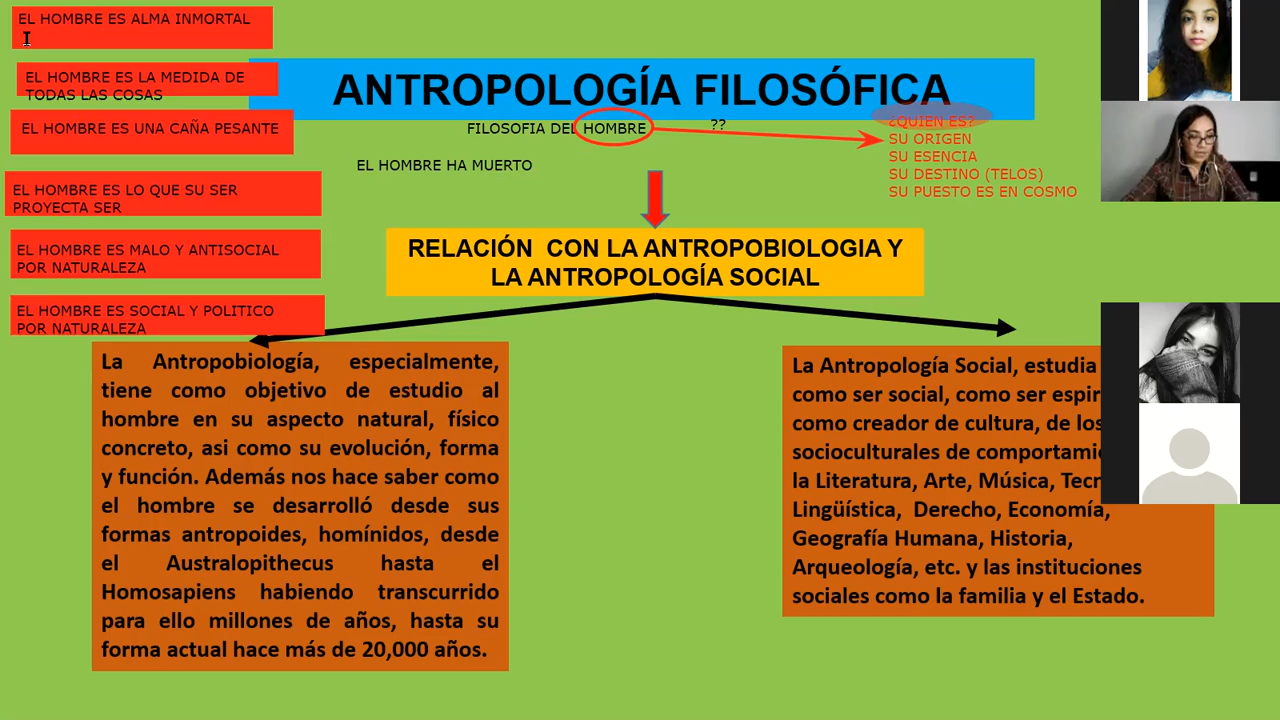 EL HOMBRE ES ALMA INMORTAL
EL HOMBRE ES LA MEDIDA DE
TODAS LAS COSAS
EL HOMBRE ES UNA CAÑA PESANTE
EL HOMBRE ES LO QUE SU SER
PROYECTA SER
EL HOMBRE ES MALO Y ANTISOCIAL
POR NATURALEZA
EL HOMBRE ES SOCIAL Y POLITICO
POR NATURALEZA
ANTROPOLOGÍA FILOSÓFICA
FILOSOFIA DEL HOMBRE
??
EL HOMBRE HA MUERTO
¿QUIEN ES?
SU ORIGEN
SU ESENCIA
SU DESTINO (TELOS)
SU PUESTO ES EN COSMO
RELACIÓN CON LA ANTROPOBIOLOGIA Y
LA ANTROPOLOGÍA SOCIAL
La Antropobiología, especialmente,
tiene como objetivo de estudio al
hombre en su aspecto natural, físico
concreto, asi como su evolución, forma
y función. Además nos hace saber como
el hombre se desarrolló desde sus
formas antropoides, homínidos, desde
el Australopithecus hasta el
Homosapiens habiendo transcurrido
para ello millones de años, hasta su
forma actual hace más de 20,000 años.
La Antropología Social, estudia
como ser social, como ser
como creador de cultura, de los
socioculturales de
la Literatura, Arte, Música,
Lingüística, Derecho, Economía,
Geografía Humana, Historia,
Arqueología, etc. y las instituciones
sociales como la familia y el Estado.